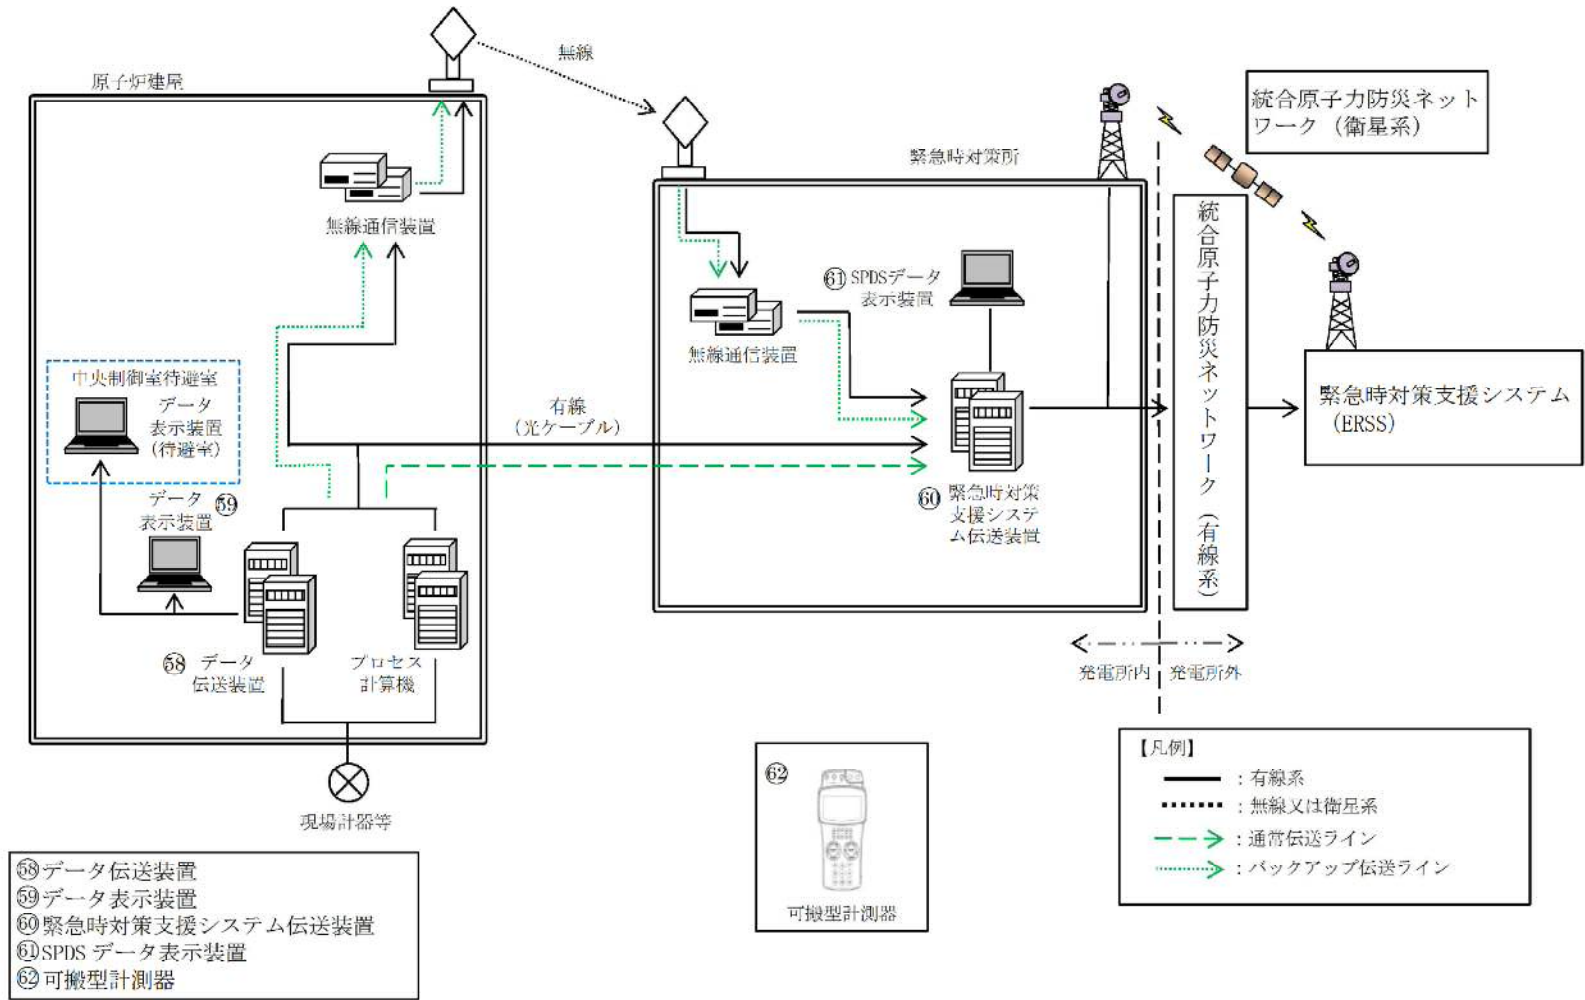 無線
原子炉建屋
統合原子力防災ネット
ワーク（衛星系）
緊急時対策所
無線通信装置
統合原子力防災ネットワーク（有線系）
㉛SPDSデータ
表示装置
無線通信装置
中央制御室待避室
データ
表示装置
(待避室)
有線
(光ケーブル)
緊急時対策支援システム
(ERSS)
データ
表示装置
59
60
緊急時対策
支援システ
ム伝送装置
58
データ
伝送装置
プロセス
計算機
発電所内
発電所外
現場計器等
62
可搬型計測器
【凡例】
：有線系
：無線又は衛星系
：通常伝送ライン
：バックアップ伝送ライン
58データ伝送装置
59データ表示装置
60緊急時対策支援システム伝送装置
61SPDSデータ表示装置
62可搬型計測器